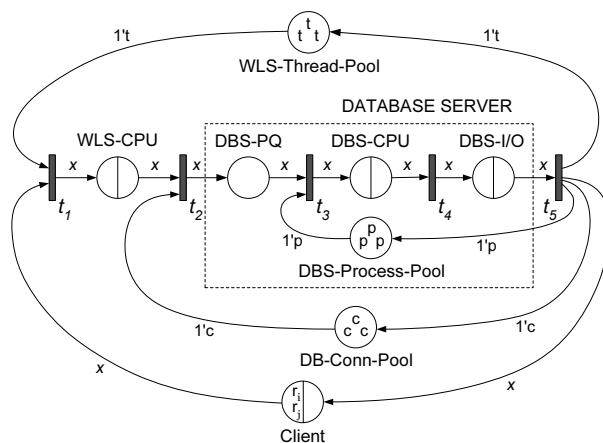 t t t
1't
1't
WLS-Thread-Pool
DATABASE SERVER
WLS-CPU
DBS-PQ
DBS-CPU
DBS-I/O
x x x x x x x x
t1
t2
t3
t4
t5
p p p
1'p
1'p
DBS-Process-Pool
c c c
1'c
1'c
DB-Conn-Pool
x
x
ri
rj
Client